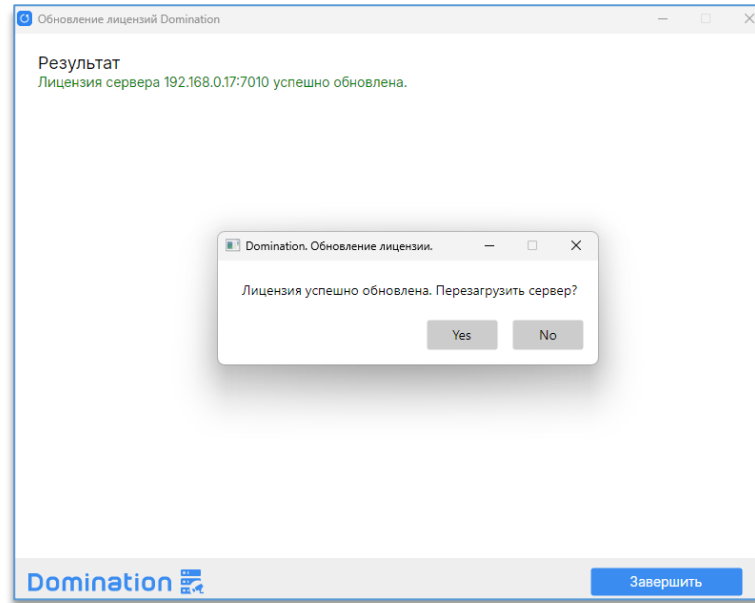 Обновление лицензий Domination
Результат
Лицензия сервера 192.168.0.17:7010 успешно обновлена.
Domination. Обновление лицензии.
Лицензия успешно обновлена. Перезагрузить сервер?
Yes No
Domination
Завершить